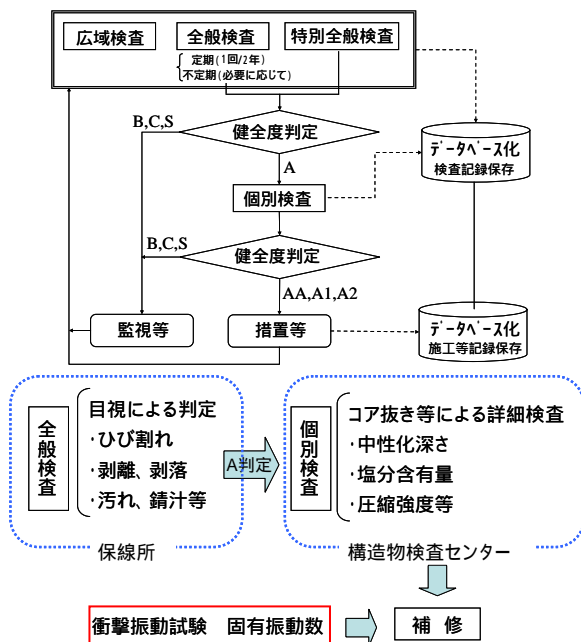 広域検査 全般検査 特別全般検査
定期(1回/2年)
不定期(必要に応じて)
B,C,S
健全度判定
データベース化
検査記録保存
A
個別検査
B,C,S
健全度判定
AA,A1,A2
監視等 措置等
データベース化
施工等記録保存
全般検査
目視による判定
・ひび割れ
・剥離、剥落
・汚れ、錆汁等
A判定
個別検査
コア抜き等による詳細検査
・中性化深さ
・塩分含有量
・圧縮強度等
保線所
構造物検査センター
衝撃振動試験 固有振動数
補 修